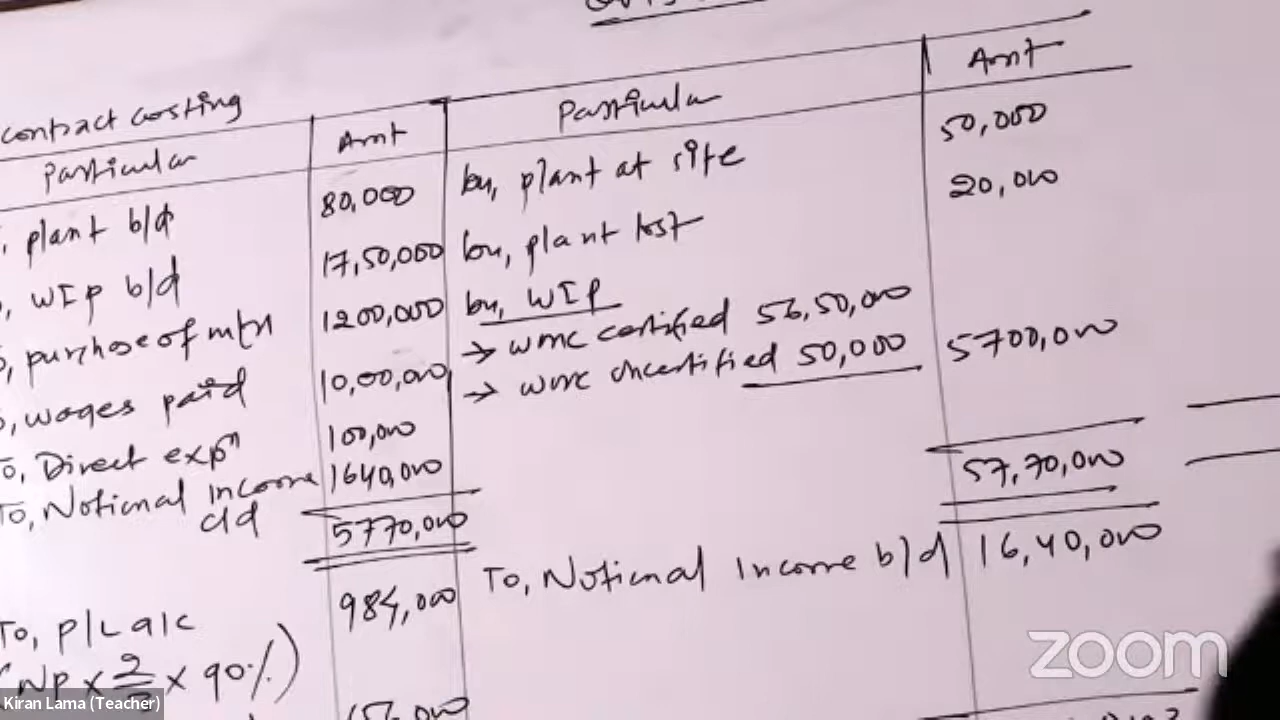 contract costing
Particular Amt Particular Amt
, plant b/d 80,000 by, plant at site 50,000
, WIP b/d 17,50,000 by, plant lost 20,000
, purchase of mtrl 1200,000 by, WIP
→ work certified 56,50,000
, wages paid 10,00,000 → work uncertified 50,000 5700,000
To, Direct expn 100,000
To, Notional Income c/d 1640,000
5770,000 57,70,000
To, P/L a/c 984,000 To, Notional Income b/d 16,40,000
(NP × 2/ × 90%)
Kiran Lama (Teacher)
zoom